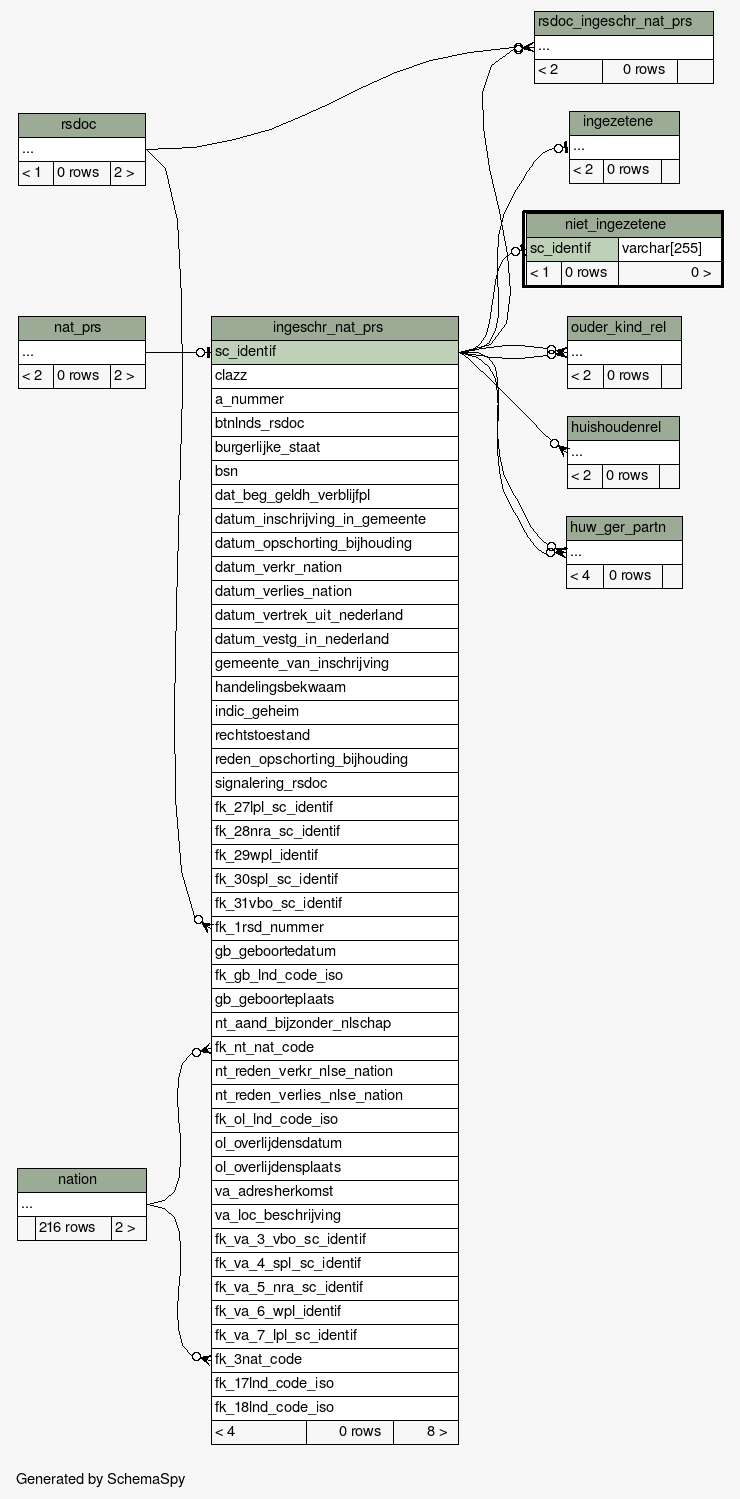 rsdoc_ingeschr_nat_prs
...
< 2 0 rows
rsdoc
...
< 1 0 rows 2 >
ingezetene
...
< 2 0 rows
niet_ingezetene
sc_identif varchar[255]
< 1 0 rows 0 >
nat_prs
...
< 2 0 rows 2 >
ingeschr_nat_prs
sc_identif
clazz
a_nummer
btnlnds_rsdoc
burgerlijke_staat
bsn
dat_beg_geldh_verblijfpl
datum_inschrijving_in_gemeente
datum_opschorting_bijhouding
datum_verkr_nation
datum_verlies_nation
datum_vertrek_uit_nederland
datum_vestg_in_nederland
gemeente_van_inschrijving
handelingsbekwaam
indic_geheim
rechtstoestand
reden_opschorting_bijhouding
signalering_rsdoc
fk_27lpl_sc_identif
fk_28nra_sc_identif
fk_29wpl_identif
fk_30spl_sc_identif
fk_31vbo_sc_identif
fk_1rsd_nummer
gb_geboortedatum
fk_gb_lnd_code_iso
gb_geboorteplaats
nt_aand_bijzonder_nlschap
fk_nt_nat_code
nt_reden_verkr_nlse_nation
nt_reden_verlies_nlse_nation
fk_ol_lnd_code_iso
ol_overlijdensdatum
ol_overlijdensplaats
va_adresherkomst
va_loc_beschrijving
fk_va_3_vbo_sc_identif
fk_va_4_spl_sc_identif
fk_va_5_nra_sc_identif
fk_va_6_wpl_identif
fk_va_7_lpl_sc_identif
fk_3nat_code
fk_17lnd_code_iso
fk_18lnd_code_iso
< 4 0 rows 8 >
ouder_kind_rel
...
< 2 0 rows
huishoudenrel
...
< 2 0 rows
huw_ger_partn
...
< 4 0 rows
nation
...
216 rows 2 >
Generated by SchemaSpy